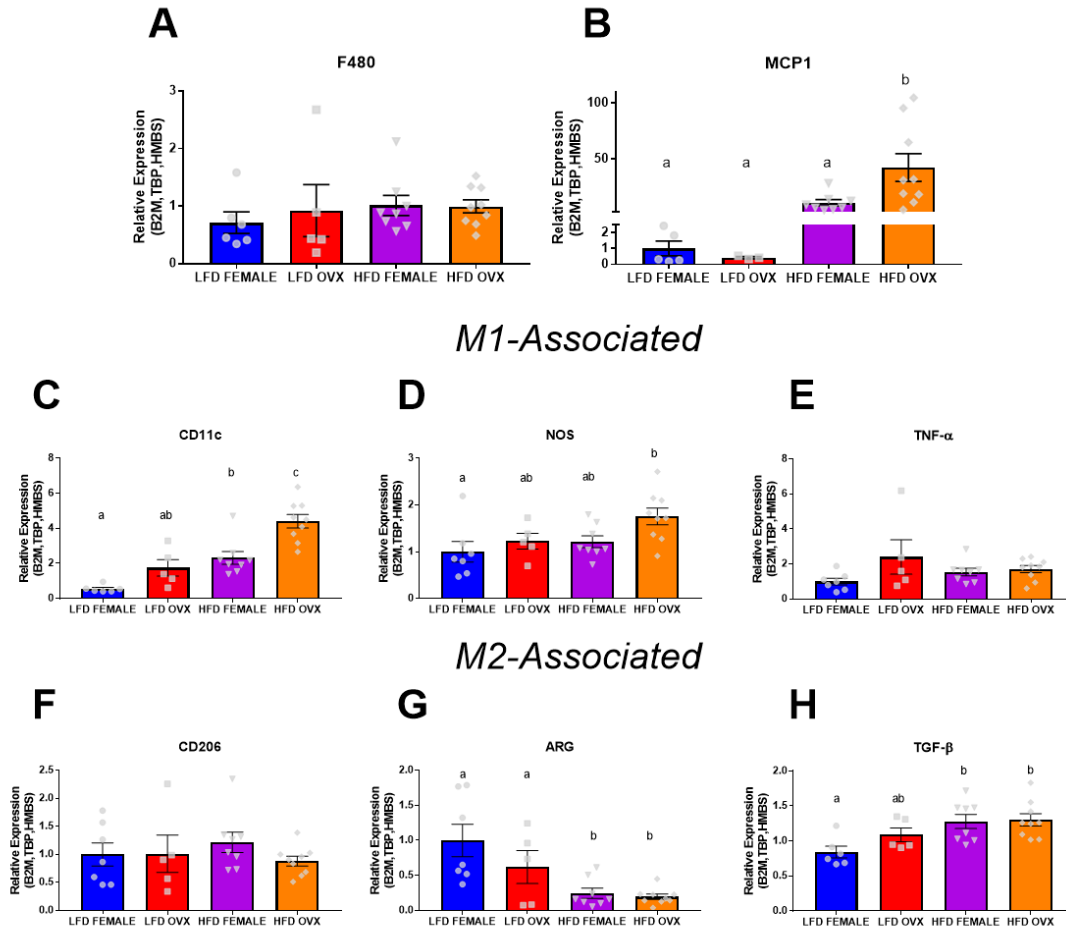 A
F480
Relative Expression
(B2M,TBP,HMBS)
3
2
1
0
LFD FEMALE LFD OVX HFD FEMALE HFD OVX
B
MCP1
Relative Expression
(B2M,TBP,HMBS)
100
50
2
1
0
a a a b
LFD FEMALE LFD OVX HFD FEMALE HFD OVX
M1-Associated
C
CD11c
Relative Expression
(B2M,TBP,HMBS)
8
6
4
2
0
a ab b c
LFD FEMALE LFD OVX HFD FEMALE HFD OVX
D
NOS
Relative Expression
(B2M,TBP,HMBS)
3
2
1
0
a ab ab b
LFD FEMALE LFD OVX HFD FEMALE HFD OVX
E
TNF-α
Relative Expression
(B2M,TBP,HMBS)
8
6
4
2
0
LFD FEMALE LFD OVX HFD FEMALE HFD OVX
M2-Associated
F
CD206
Relative Expression
(B2M,TBP,HMBS)
2.5
2.0
1.5
1.0
0.5
0.0
LFD FEMALE LFD OVX HFD FEMALE HFD OVX
G
ARG
Relative Expression
(B2M,TBP,HMBS)
2.0
1.5
1.0
0.5
0.0
a a b b
LFD FEMALE LFD OVX HFD FEMALE HFD OVX
H
TGF-β
Relative Expression
(B2M,TBP,HMBS)
2.0
1.5
1.0
0.5
0.0
a ab b b
LFD FEMALE LFD OVX HFD FEMALE HFD OVX